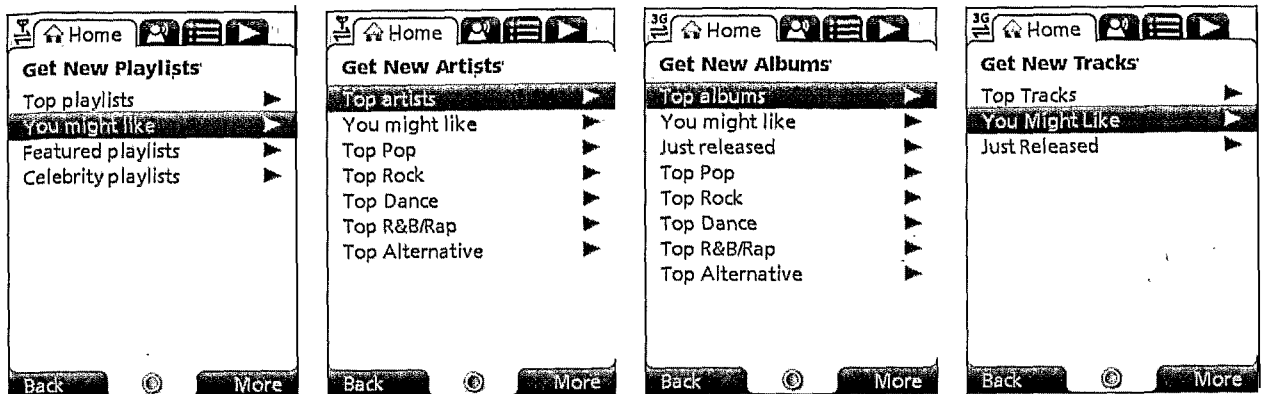 Home
Get New Playlists
Top playlists
You might like
Featured playlists
Celebrity playlists
Back More
Home
Get New Artists
Top artists
You might like
Top Pop
Top Rock
Top Dance
Top R&B/Rap
Top Alternative
Back More
3G Home
Get New Albums
Top albums
You might like
Just released
Top Pop
Top Rock
Top Dance
Top R&B/Rap
Top Alternative
Back More
3G Home
Get New Tracks
Top Tracks
You Might Like
Just Released
Back More